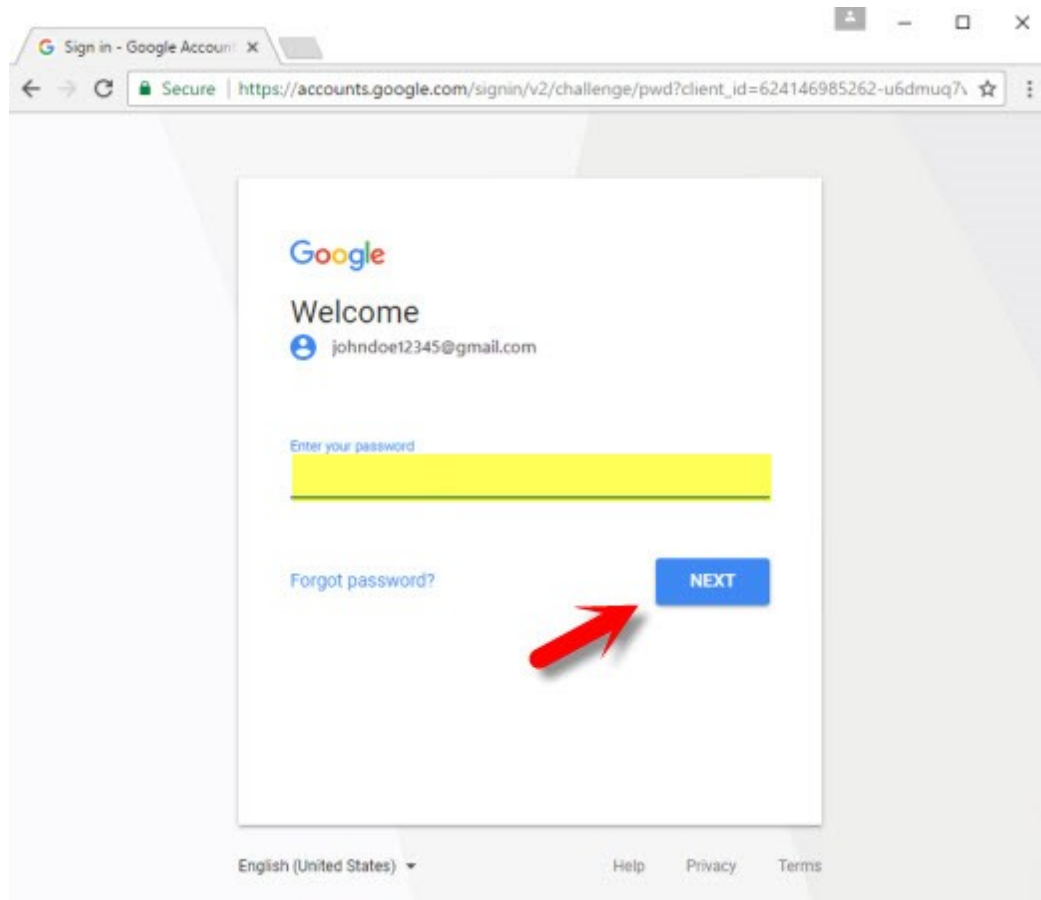 Sign in - Google Accoun
Secure https://accounts.google.com/signin/v2/challenge/pwd?client_id=624146985262-u6dmuq7
Google
Welcome
johndoe12345@gmail.com
Enter your password
Forgot password? NEXT
English (United States) Help Privacy Terms